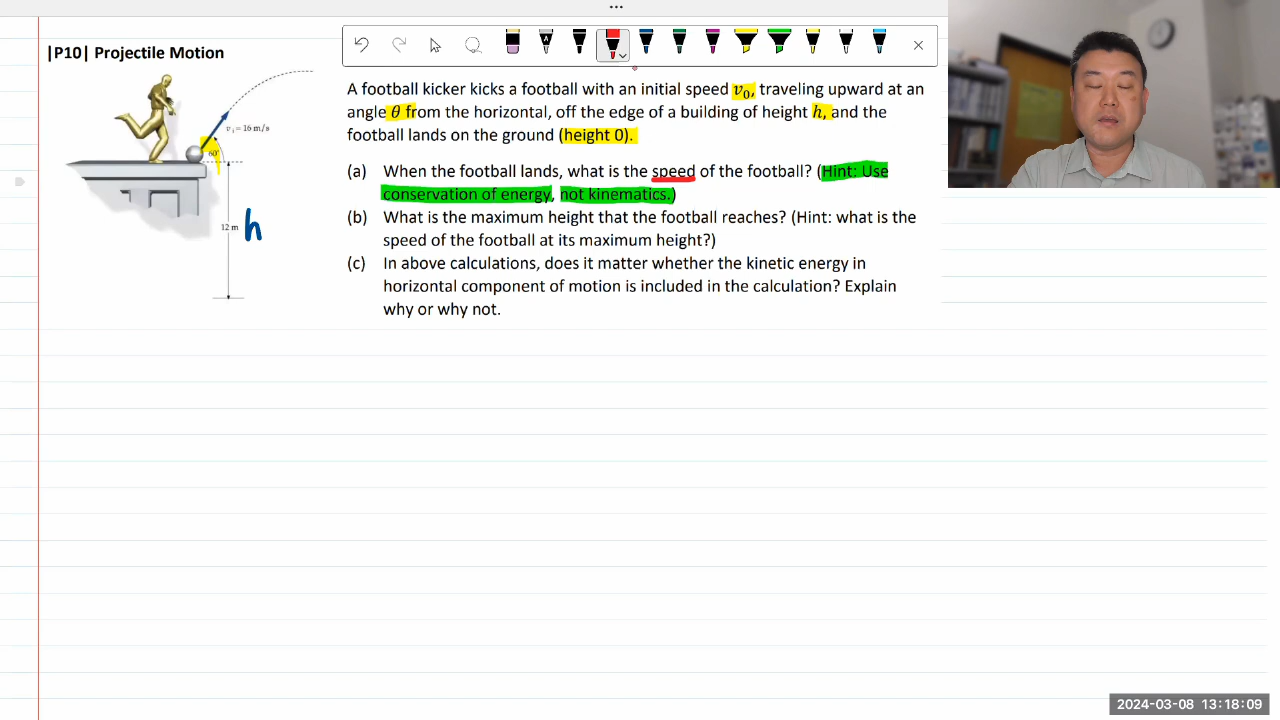 |P10| Projectile Motion
A football kicker kicks a football with an initial speed v₀, traveling upward at an
angle θ from the horizontal, off the edge of a building of height h, and the
football lands on the ground (height 0).
(a) When the football lands, what is the speed of the football? (Hint: Use
conservation of energy, not kinematics.)
(b) What is the maximum height that the football reaches? (Hint: what is the
speed of the football at its maximum height?)
(c) In above calculations, does it matter whether the kinetic energy in
horizontal component of motion is included in the calculation? Explain
why or why not.
vᵢ = 16 m/s
60°
12 m h
2024-03-08 13:18:09